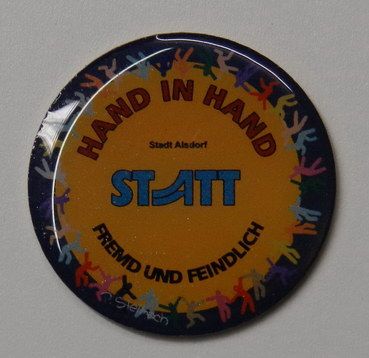 HAND IN HAND
Stadt Alsdorf
STATT
FREMD UND FEINDLICH